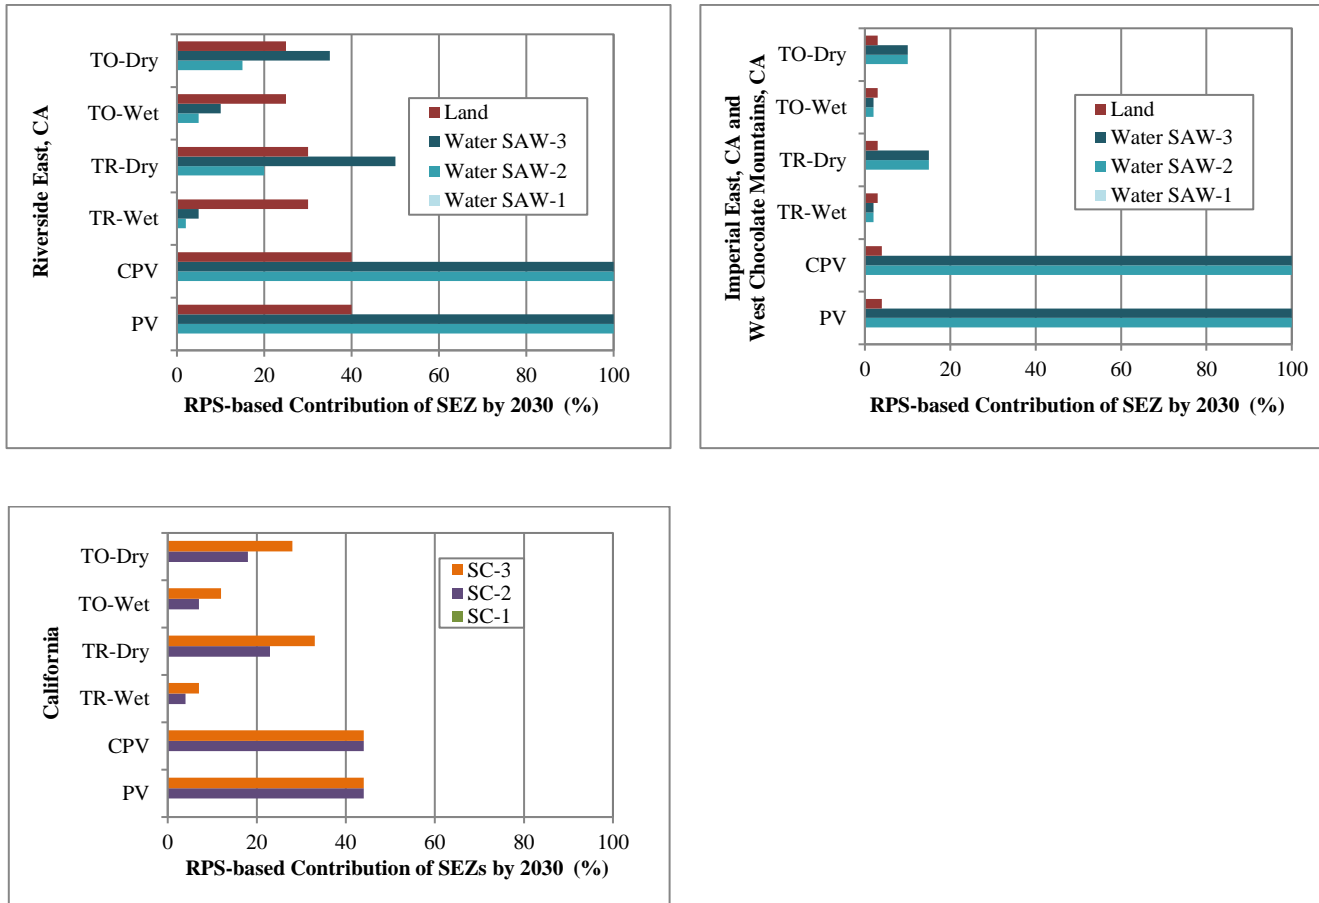 Riverside East, CA
TO-Dry
TO-Wet
TR-Dry
TR-Wet
CPV
PV
Land
Water SAW-3
Water SAW-2
Water SAW-1
0 20 40 60 80 100
RPS-based Contribution of SEZ by 2030 (%)
Imperial East, CA and
West Chocolate Mountains, CA
TO-Dry
TO-Wet
TR-Dry
TR-Wet
CPV
PV
Land
Water SAW-3
Water SAW-2
Water SAW-1
0 20 40 60 80 100
RPS-based Contribution of SEZ by 2030 (%)
California
TO-Dry
TO-Wet
TR-Dry
TR-Wet
CPV
PV
SC-3
SC-2
SC-1
0 20 40 60 80 100
RPS-based Contribution of SEZs by 2030 (%)